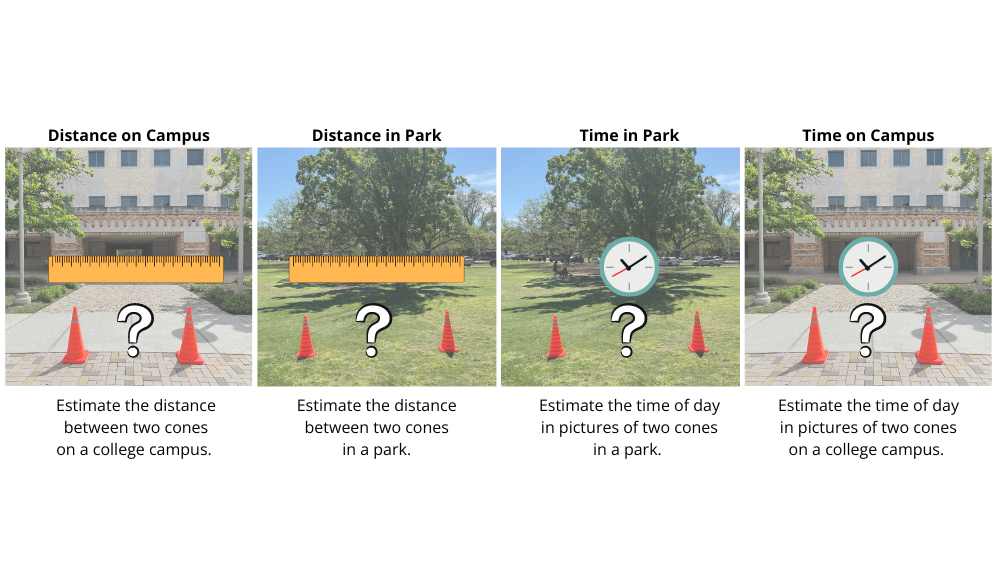 Distance on Campus
Distance in Park
Time in Park
Time on Campus
?
?
?
?
Estimate the distance
between two cones
on a college campus.
Estimate the distance
between two cones
in a park.
Estimate the time of day
in pictures of two cones
in a park.
Estimate the time of day
in pictures of two cones
on a college campus.